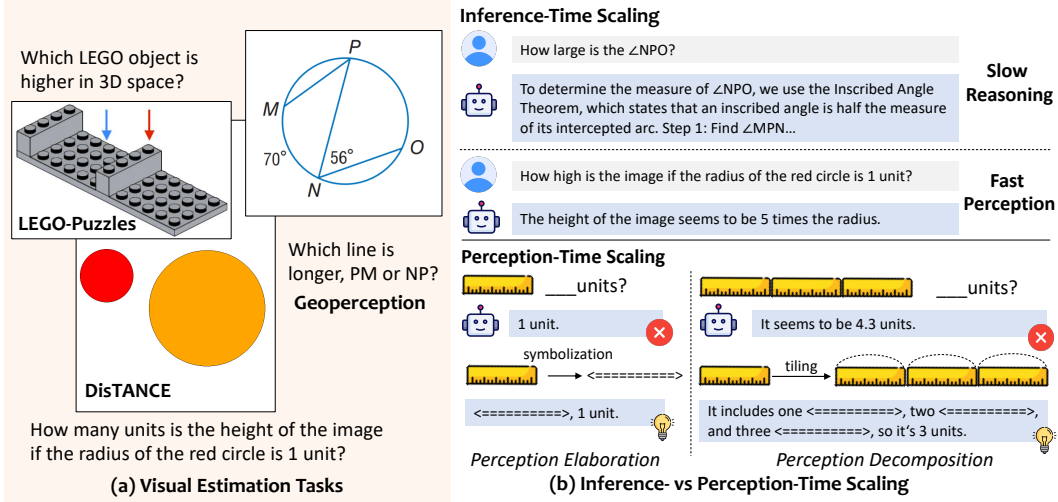 Which LEGO object is
higher in 3D space?
LEGO-Puzzles
P
M
70°
56°
O
N
Which line is
longer, PM or NP?
Geoperception
DisTANCE
How many units is the height of the image
if the radius of the red circle is 1 unit?
(a) Visual Estimation Tasks
Inference-Time Scaling
How large is the ∠NPO?
To determine the measure of ∠NPO, we use the Inscribed Angle
Theorem, which states that an inscribed angle is half the measure
of its intercepted arc. Step 1: Find ∠MPN...
Slow
Reasoning
How high is the image if the radius of the red circle is 1 unit?
The height of the image seems to be 5 times the radius.
Fast
Perception
Perception-Time Scaling
___units?
1 unit.
symbolization
<==========>
<==========>, 1 unit.
Perception Elaboration
___units?
It seems to be 4.3 units.
tiling
It includes one <==========>, two <==========>,
and three <==========>, so it's 3 units.
Perception Decomposition
(b) Inference- vs Perception-Time Scaling